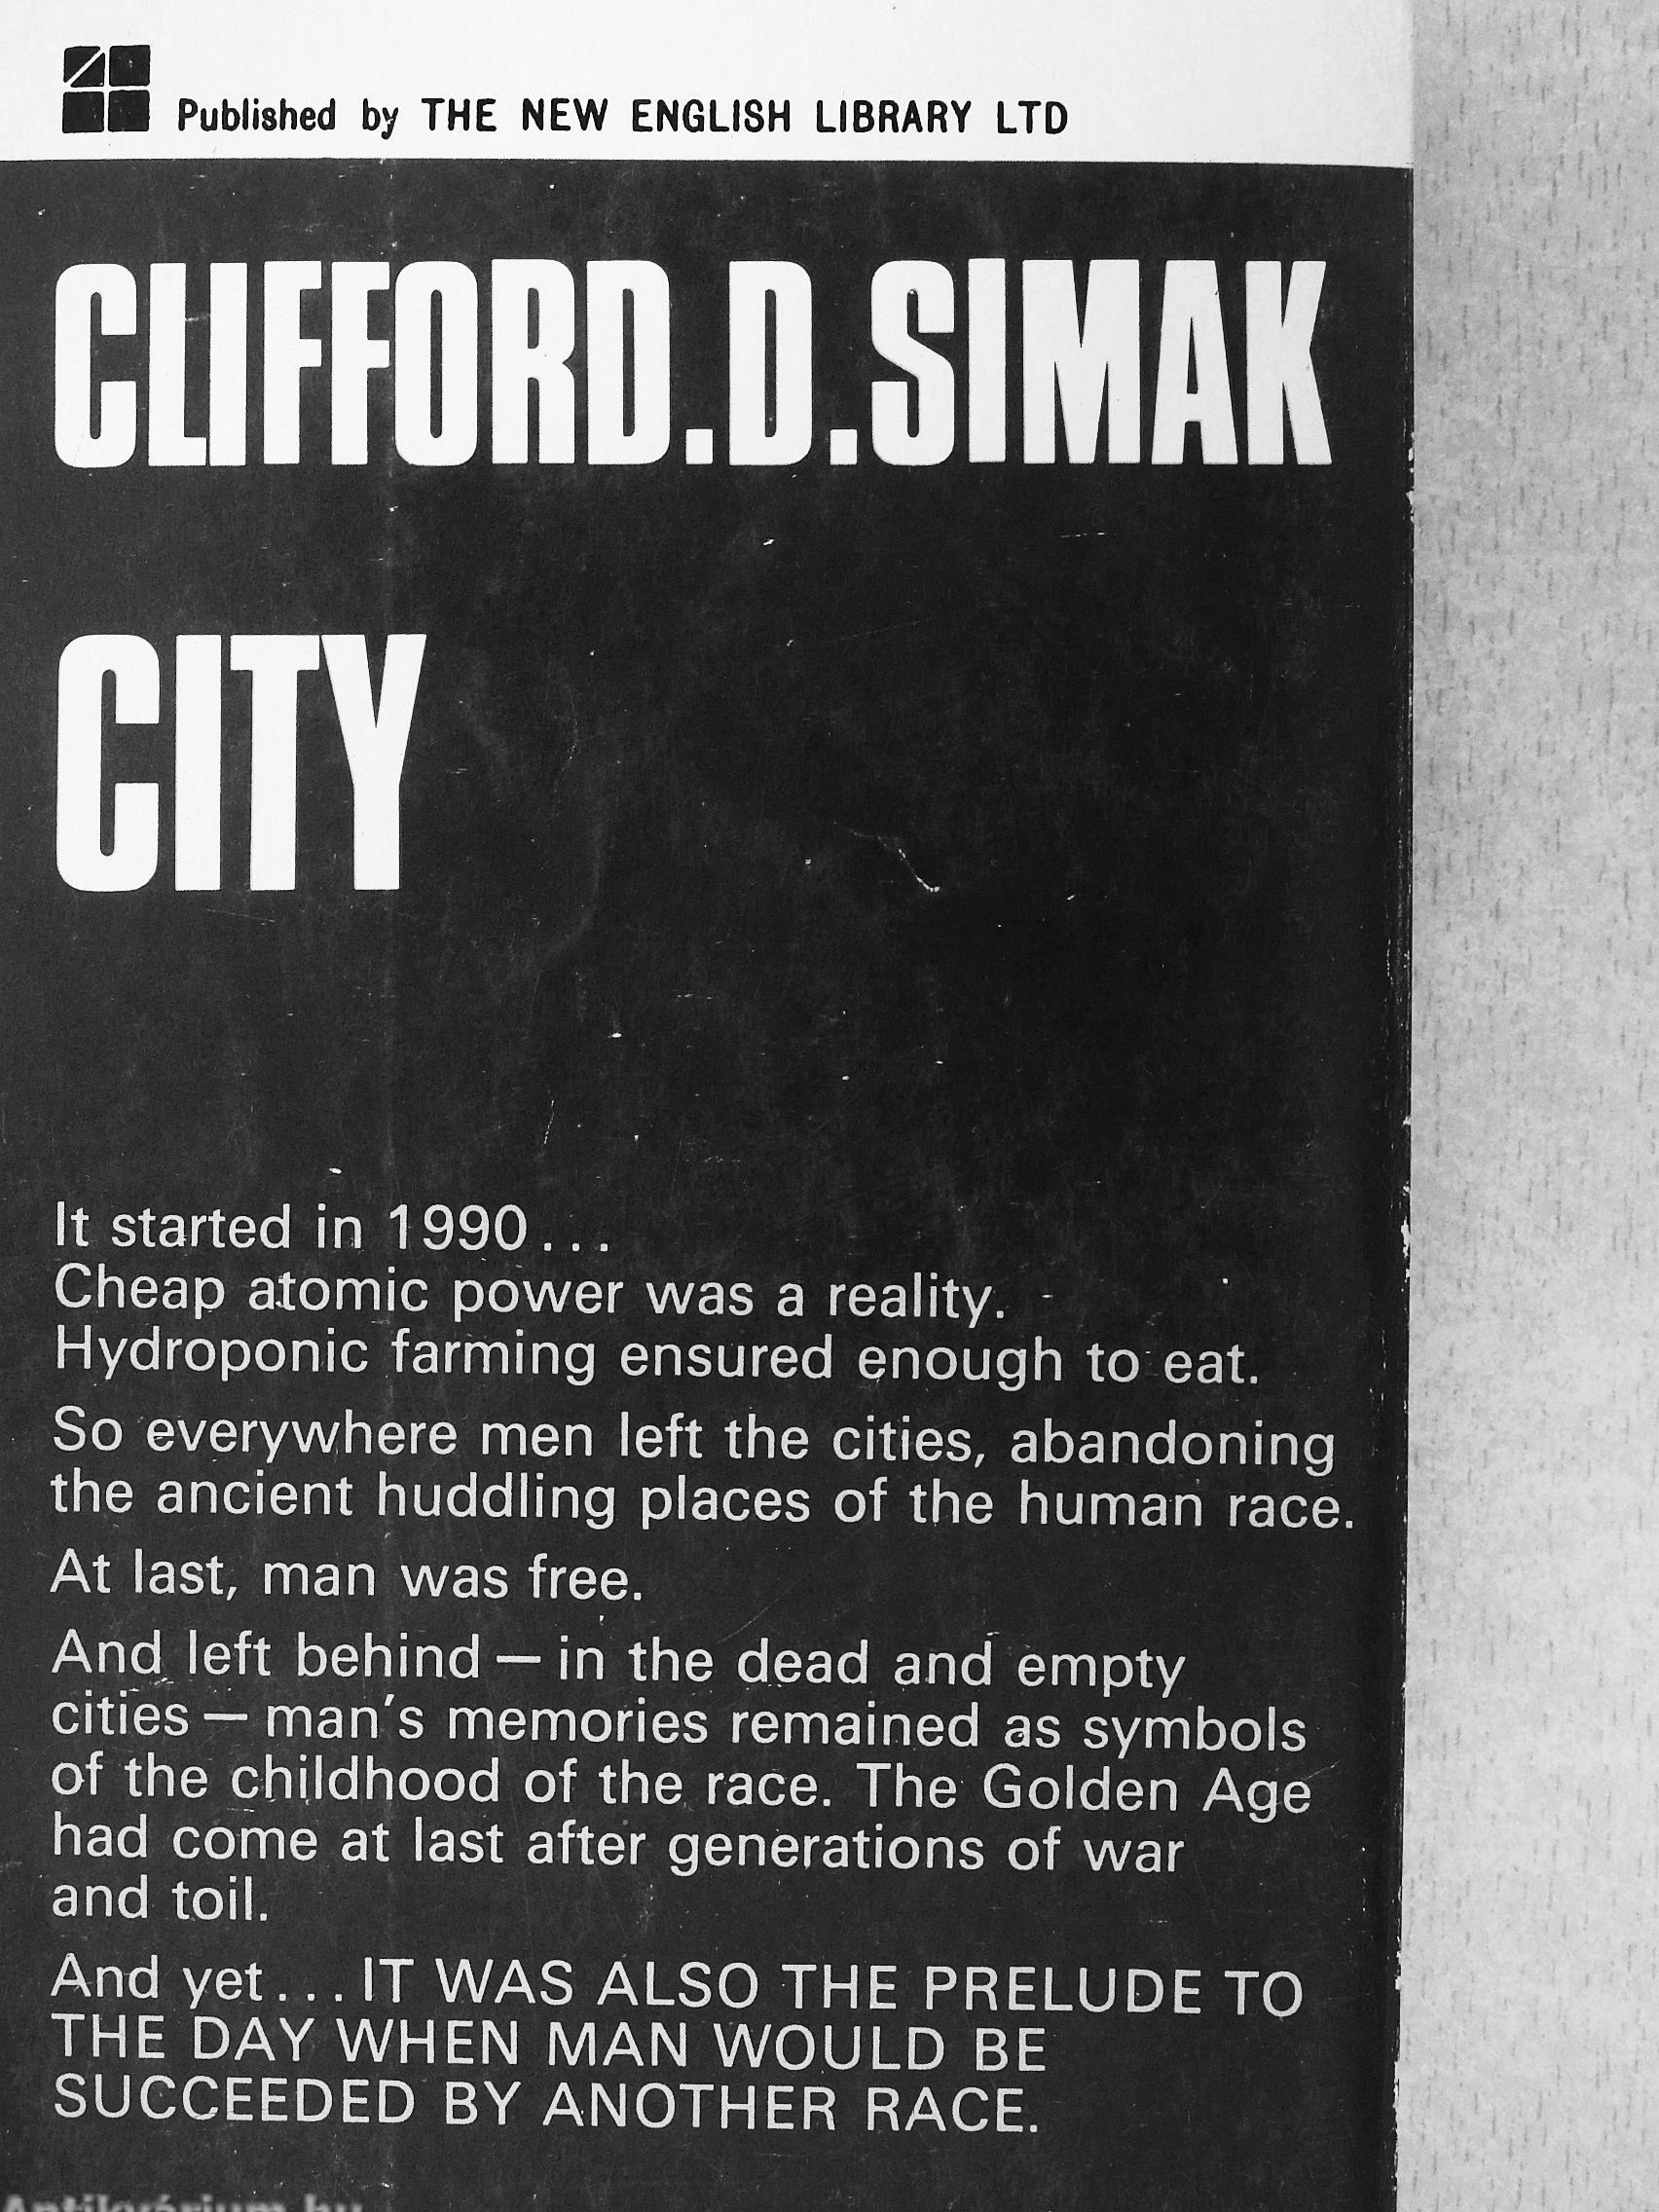 Published by THE NEW ENGLISH LIBRARY LTD
CLIFFORD.D.SIMAK
CITY
It started in 1990...
Cheap atomic power was a reality.
Hydroponic farming ensured enough to eat.
So everywhere men left the cities, abandoning
the ancient huddling places of the human race.
At last, man was free.
And left behind — in the dead and empty
cities — man's memories remained as symbols
of the childhood of the race. The Golden Age
had come at last after generations of war
and toil.
And yet... IT WAS ALSO THE PRELUDE TO
THE DAY WHEN MAN WOULD BE
SUCCEEDED BY ANOTHER RACE.
Antikvárium.hu